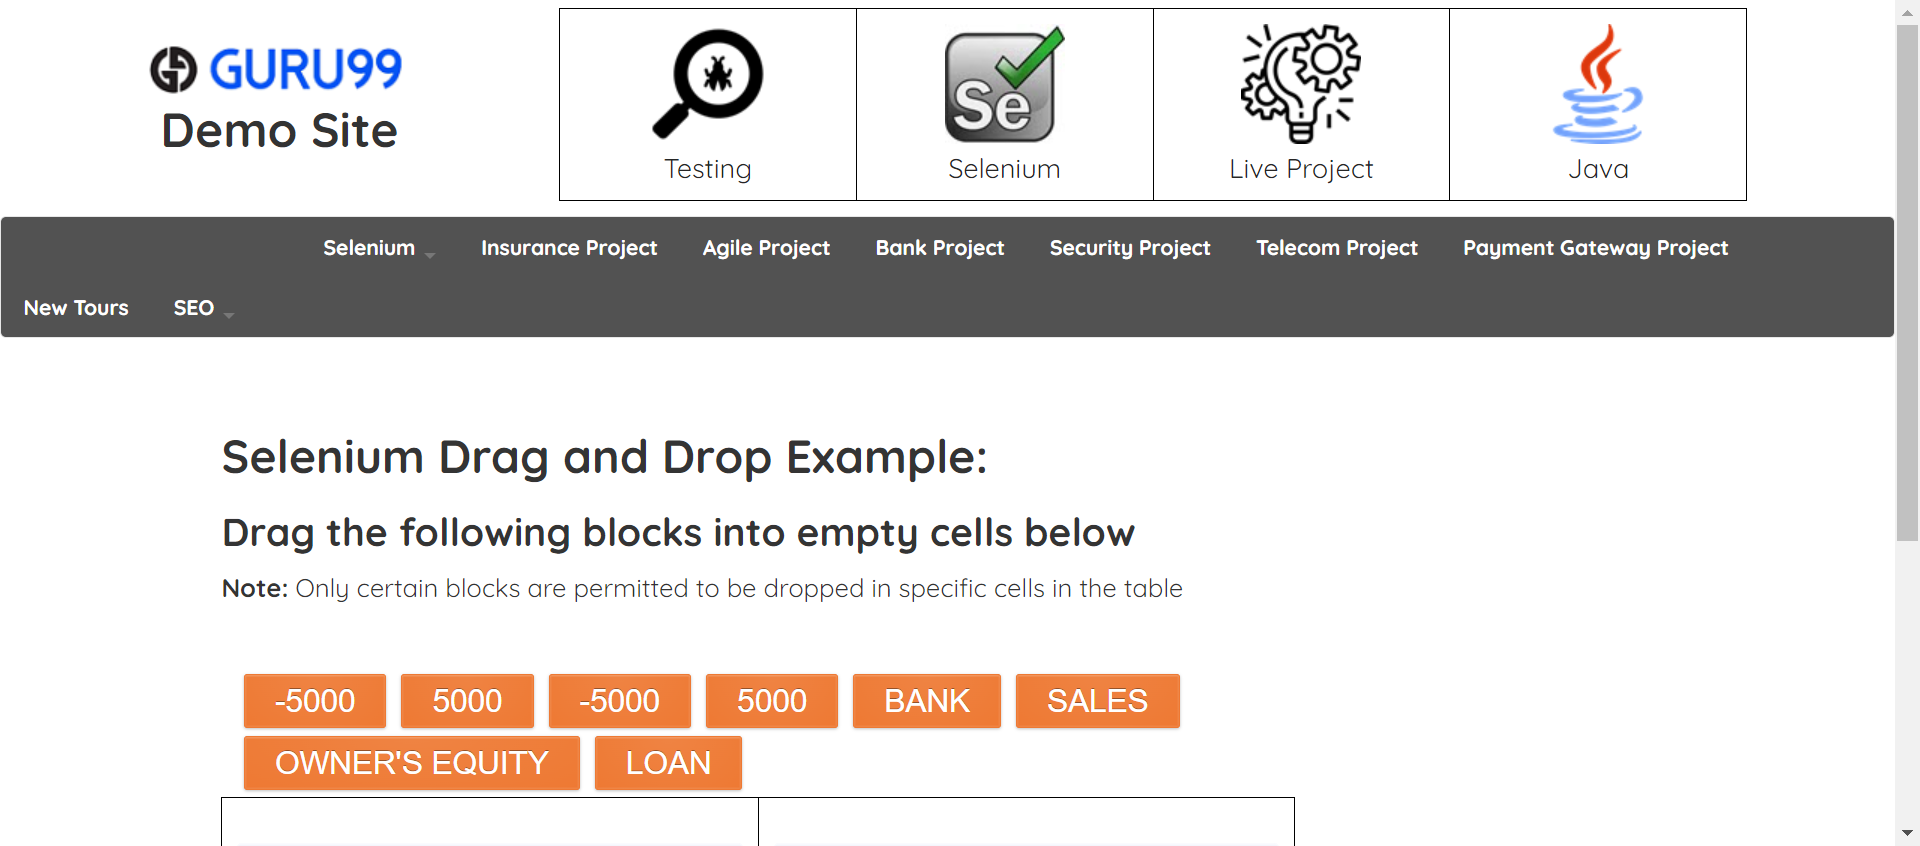 GURU99
Demo Site
Se
Testing
Selenium
Live Project
Java
Selenium
Insurance Project
Agile Project
Bank Project
Security Project
Telecom Project
Payment Gateway Project
New Tours
SEO
Selenium Drag and Drop Example:
Drag the following blocks into empty cells below
Note: Only certain blocks are permitted to be dropped in specific cells in the table
-5000
5000
-5000
5000
BANK
SALES
OWNER'S EQUITY
LOAN